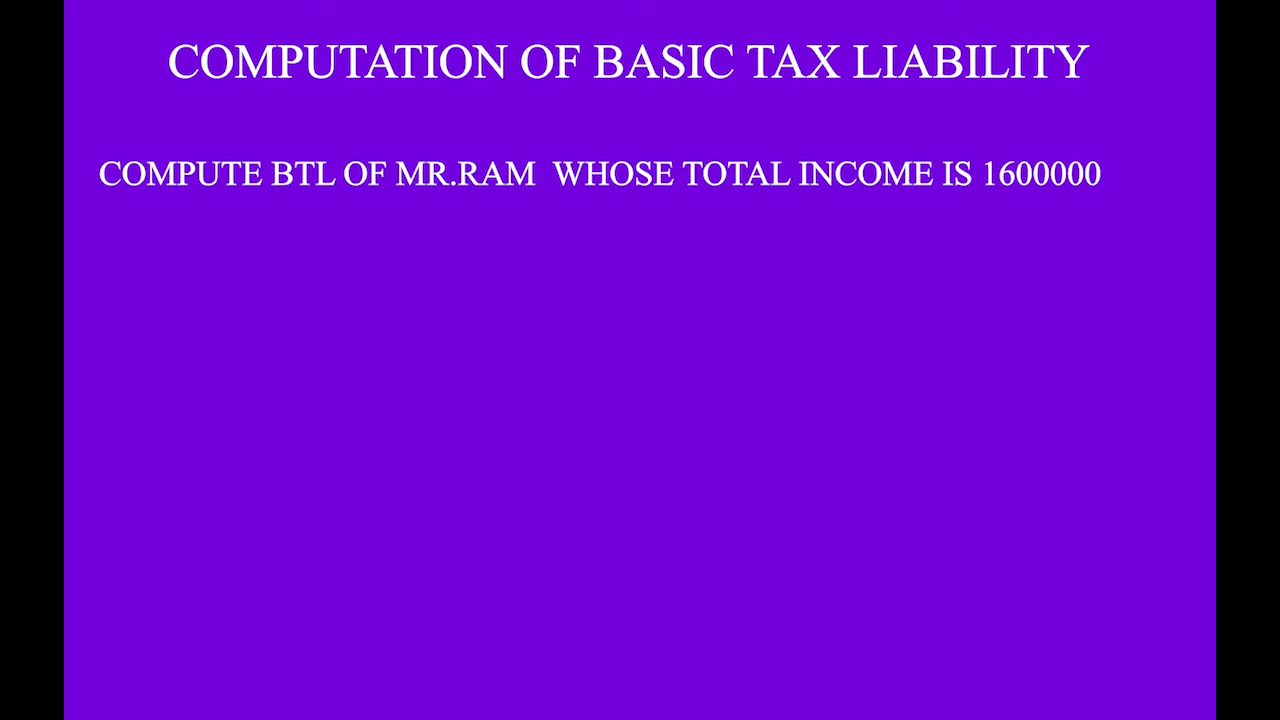 COMPUTATION OF BASIC TAX LIABILITY
COMPUTE BTL OF MR.RAM WHOSE TOTAL INCOME IS 1600000